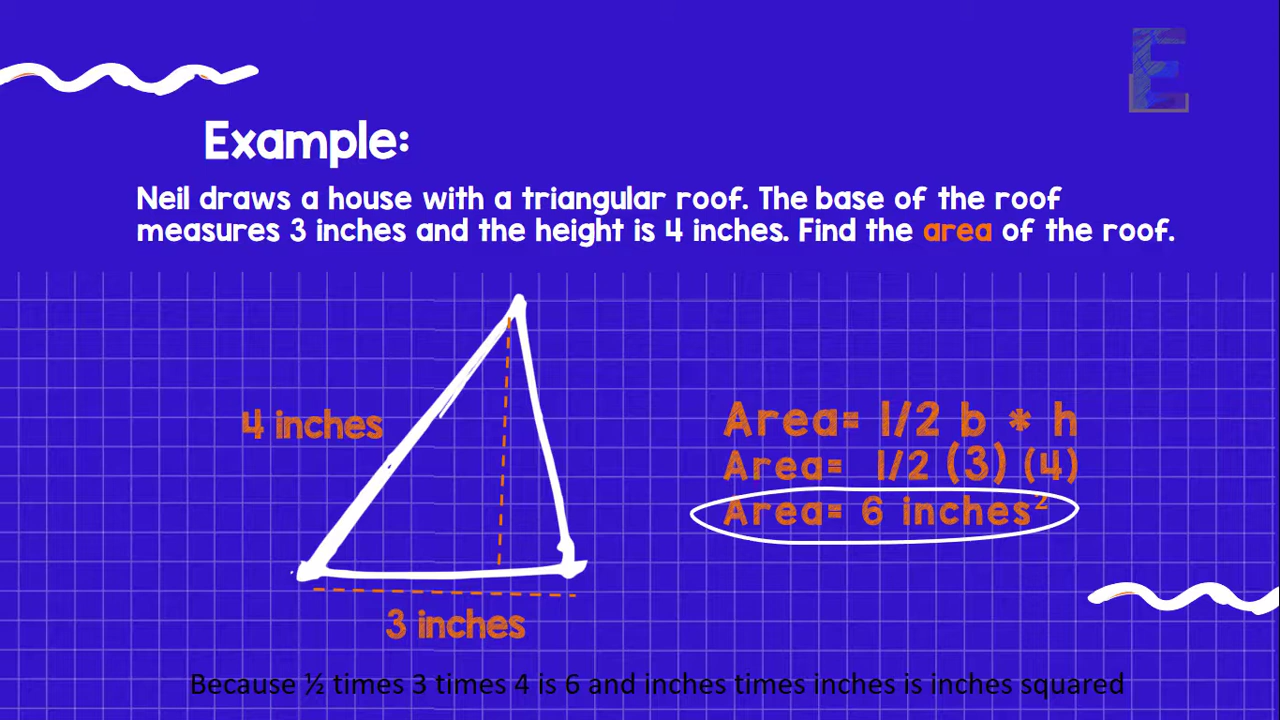 E
Example:
Neil draws a house with a triangular roof. The base of the roof
measures 3 inches and the height is 4 inches. Find the area of the roof.
4 inches
3 inches
Area= 1/2 b * h
Area= 1/2 (3) (4)
Area= 6 inches²
Because ½ times 3 times 4 is 6 and inches times inches is inches squared